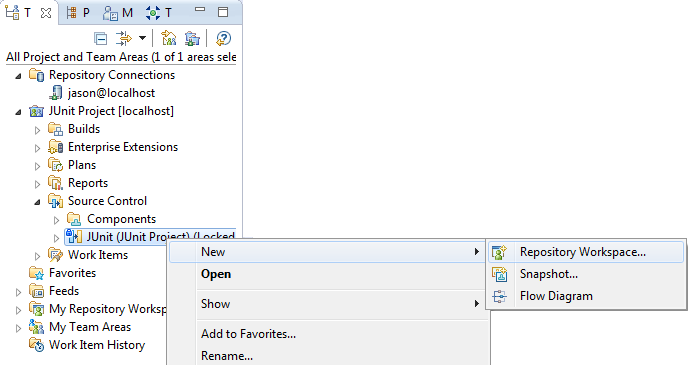 T P M T
All Project and Team Areas (1 of 1 areas sele
Repository Connections
jason@localhost
JUnit Project [localhost]
Builds
Enterprise Extensions
Plans
Reports
Source Control
Components
JUnit (JUnit Project) (Locked
Work Items
Favorites
Feeds
My Repository Worksp
My Team Areas
Work Item History
New
Open
Show
Add to Favorites...
Rename...
Repository Workspace...
Snapshot...
Flow Diagram